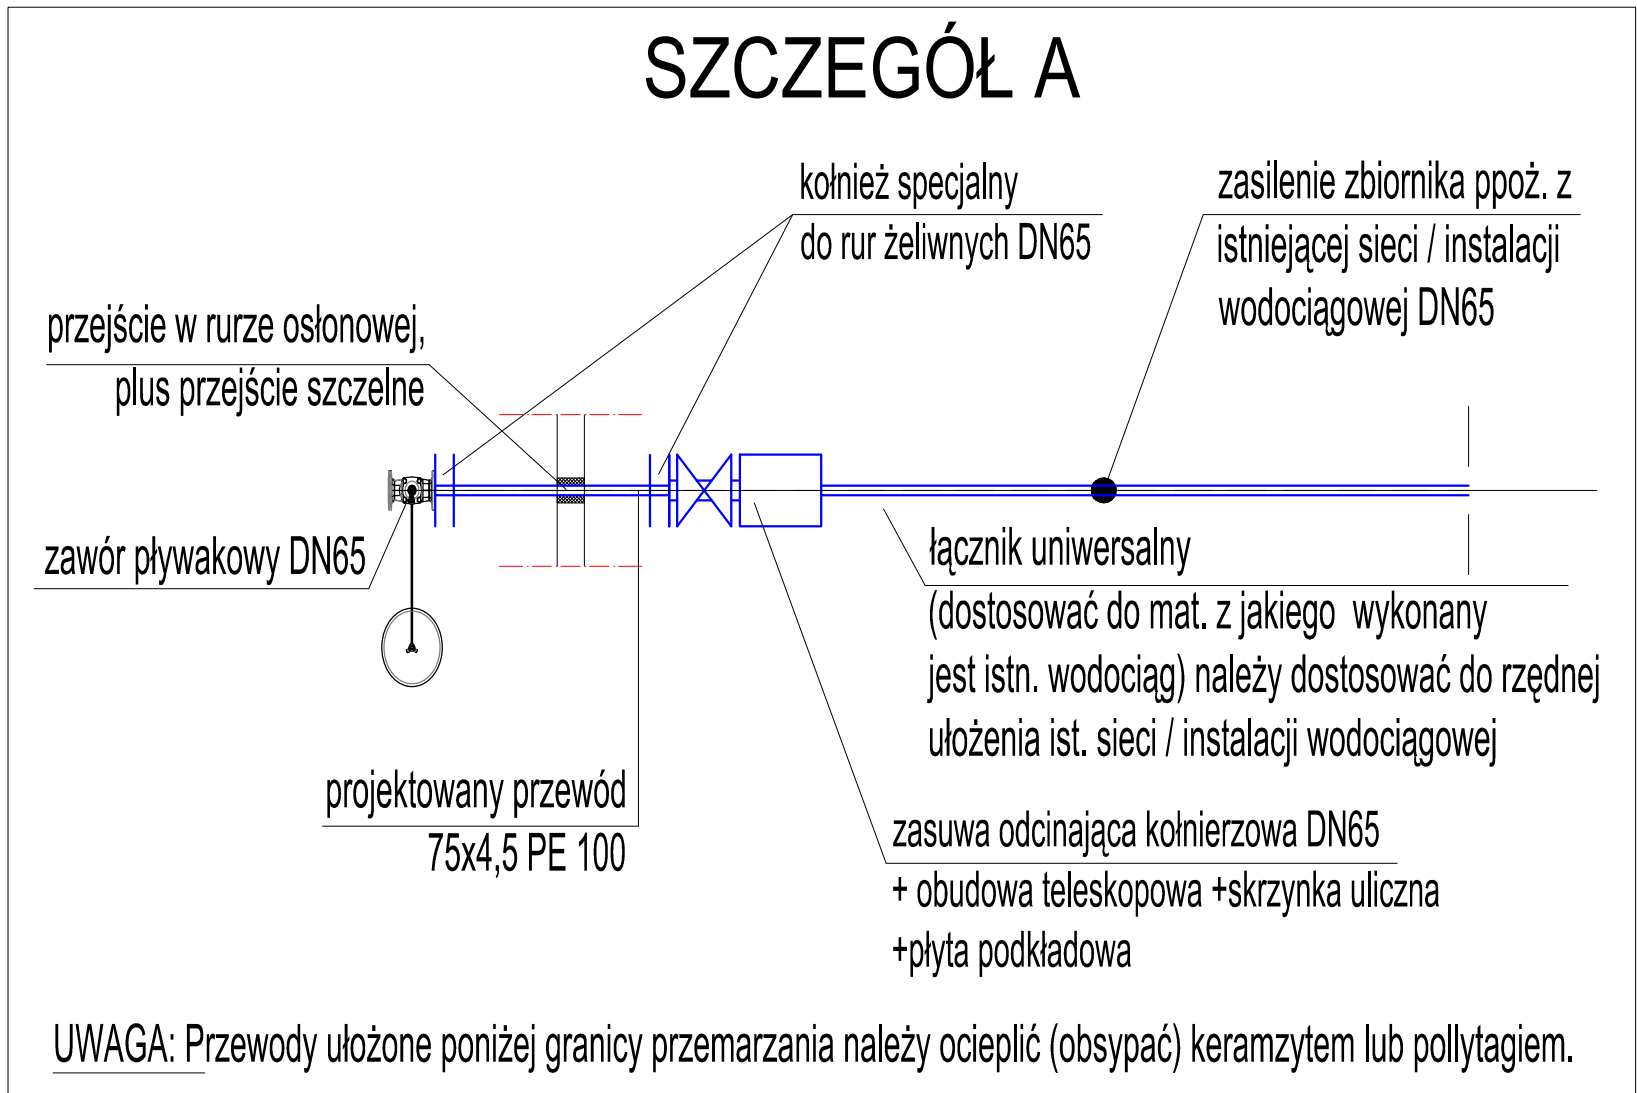 SZCZEGÓŁ A
kołnież specjalny
do rur żeliwnych DN65
zasilenie zbiornika ppoż. z
istniejącej sieci / instalacji
wodociągowej DN65
przejście w rurze osłonowej,
plus przejście szczelne
zawór pływakowy DN65
łącznik uniwersalny
(dostosować do mat. z jakiego wykonany
jest istn. wodociąg) należy dostosować do rzędnej
ułożenia ist. sieci / instalacji wodociągowej
projektowany przewód
75x4,5 PE 100
zasuwa odcinająca kołnierzowa DN65
+ obudowa teleskopowa +skrzynka uliczna
+płyta podkładowa
UWAGA: Przewody ułożone poniżej granicy przemarzania należy ocieplić (obsypać) keramzytem lub pollytagiem.